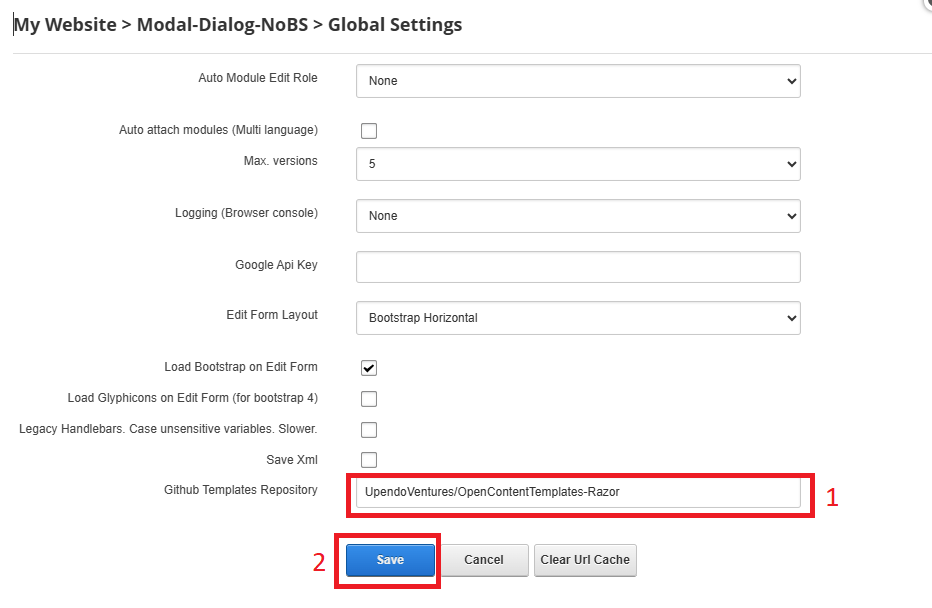 My Website > Modal-Dialog-NoBS > Global Settings
Auto Module Edit Role
None
Auto attach modules (Multi language)
Max. versions
5
Logging (Browser console)
None
Google Api Key
Edit Form Layout
Bootstrap Horizontal
Load Bootstrap on Edit Form
Load Glyphicons on Edit Form (for bootstrap 4)
Legacy Handlebars. Case unsensitive variables. Slower.
Save Xml
Github Templates Repository
UpendoVentures/OpenContentTemplates-Razor
1
2
Save
Cancel
Clear Url Cache